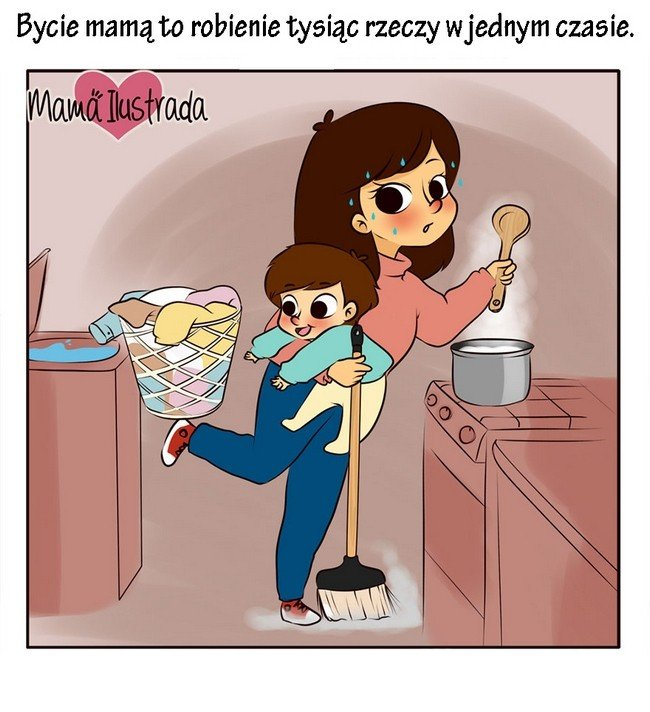 Bycie mamą to robienie tysiąc rzeczy w jednym czasie.
Mamá Ilustrada